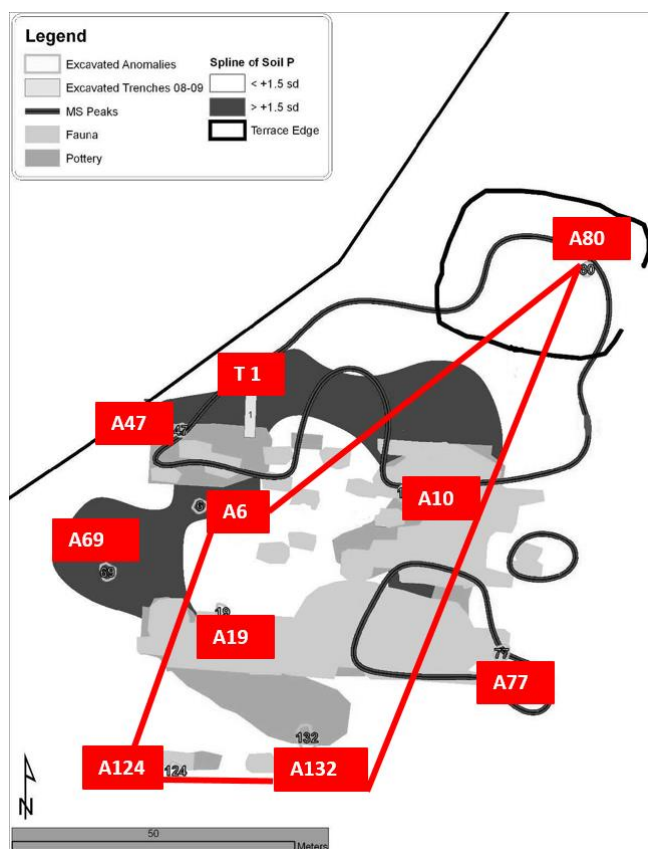 Legend
Excavated Anomalies
Excavated Trenches 08-09
MS Peaks
Fauna
Pottery
Spline of Soil P
< +1.5 sd
> +1.5 sd
Terrace Edge
A80
80
T 1
1
A47
A6
A10
A69
69
19
A19
77
A77
132
A124
124
A132
N
50
Meters